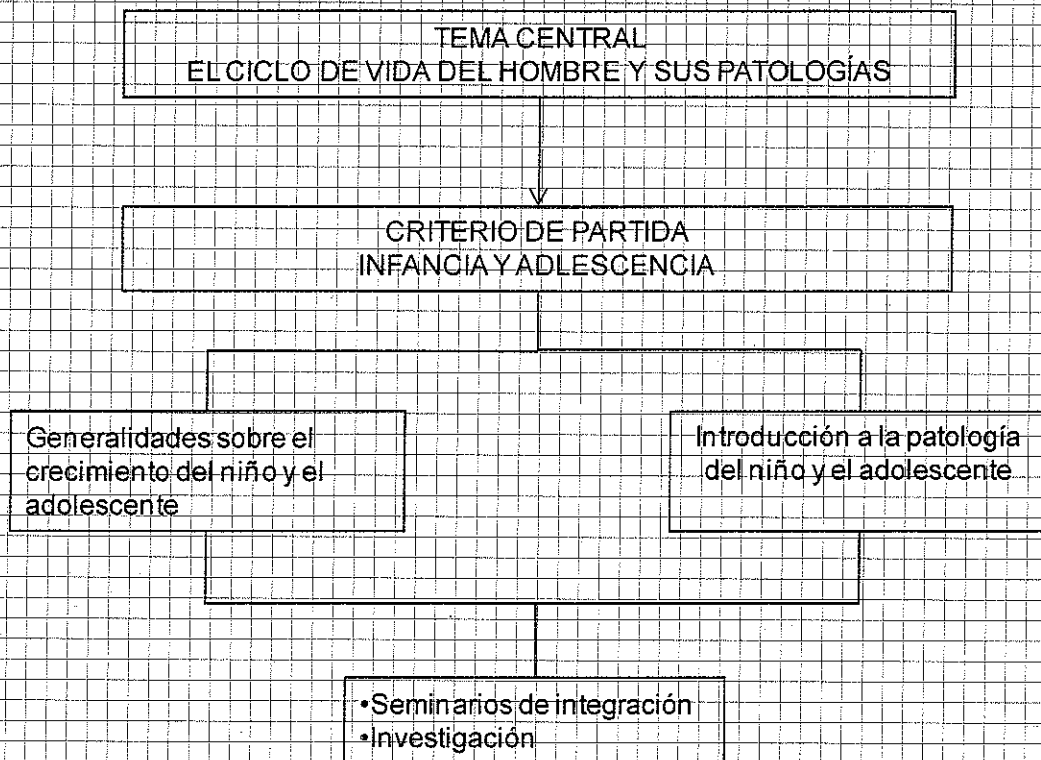 TEMA CENTRAL
EL CICLO DE VIDA DEL HOMBRE Y SUS PATOLOGÍAS
CRITERIO DE PARTIDA
INFANCIA Y ADLESCENCIA
Generalidades sobre el
crecimiento del niño y el
adolescente
Introducción a la patología
del niño y el adolescente
•Seminarios de integración
•Investigación